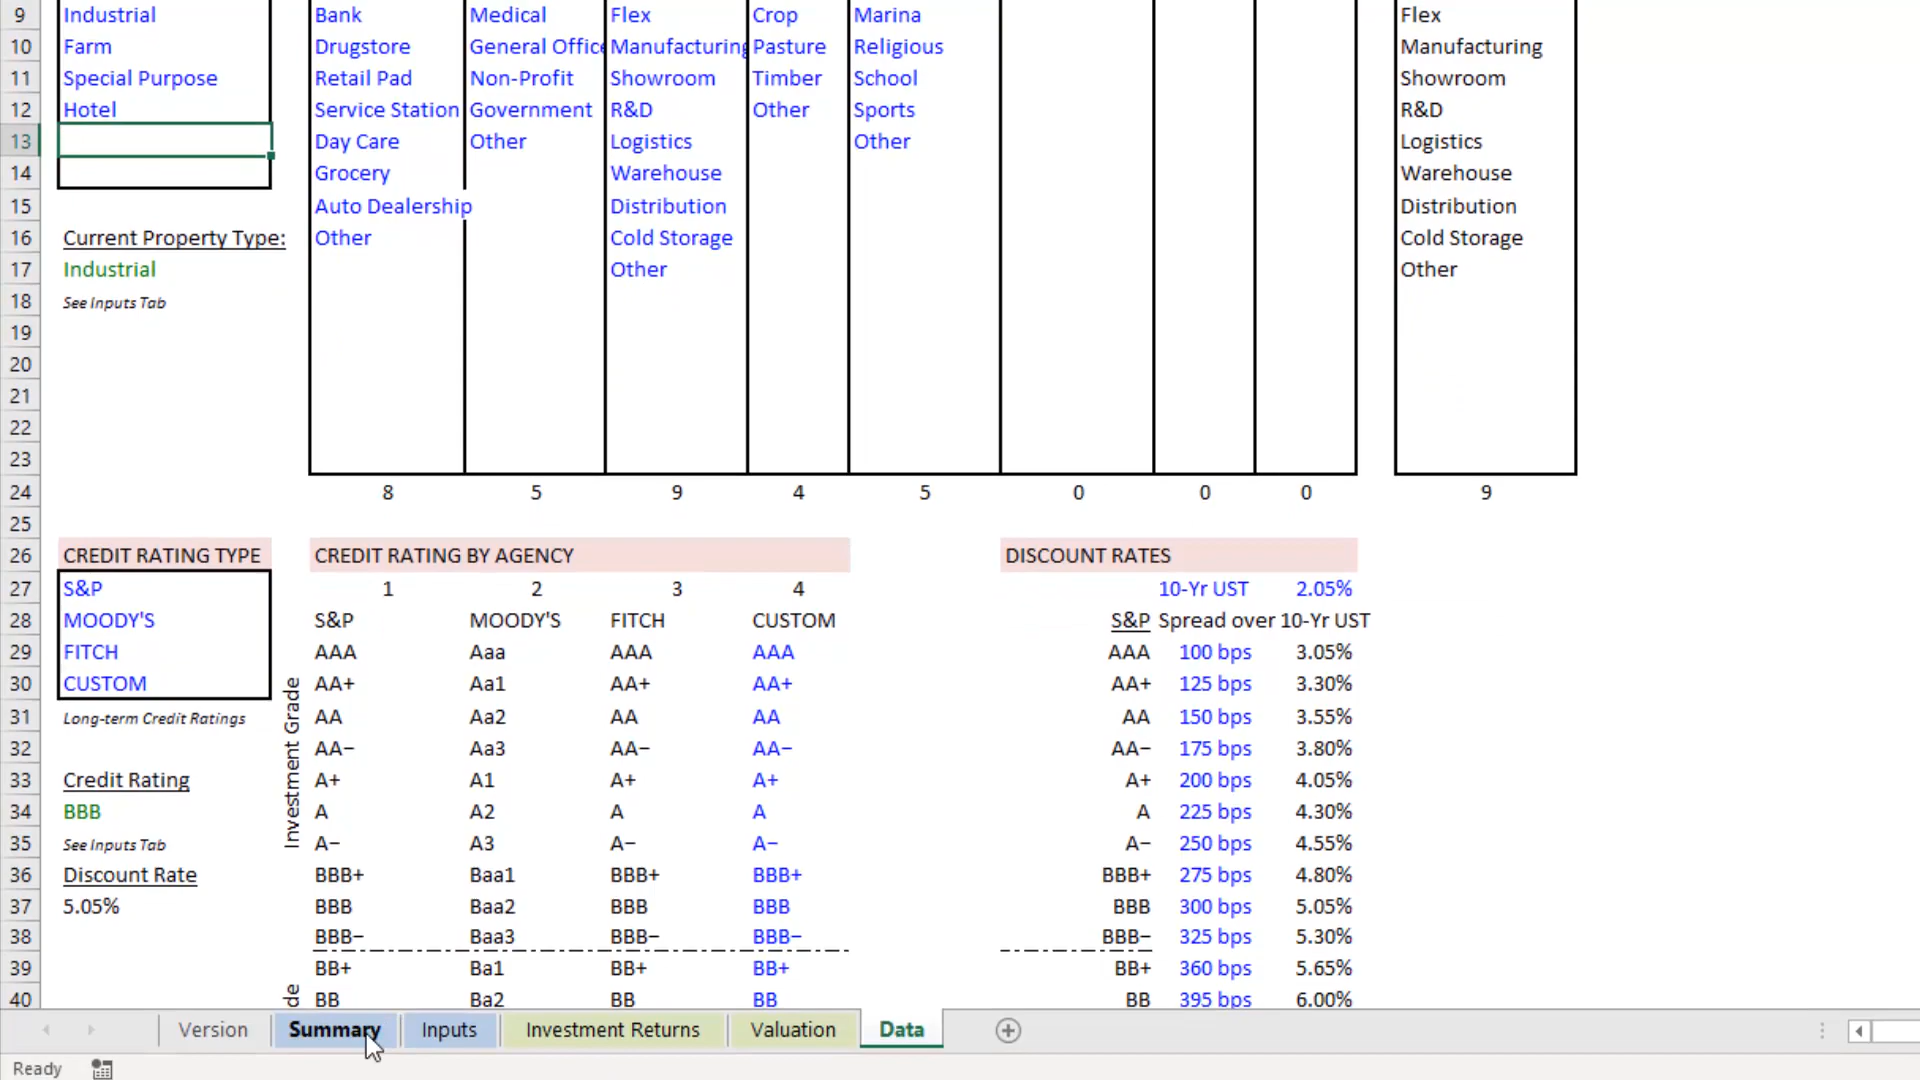 9 Industrial Bank Medical Flex Crop Marina Flex
10 Farm Drugstore General Office Manufacturing Pasture Religious Manufacturing
11 Special Purpose Retail Pad Non-Profit Showroom Timber School Showroom
12 Hotel Service Station Government R&D Other Sports R&D
13 Day Care Other Logistics Other Logistics
14 Grocery Warehouse Warehouse
15 Auto Dealership Distribution Distribution
16 Current Property Type: Other Cold Storage Cold Storage
17 Industrial Other Other
18 See Inputs Tab
19
20
21
22
23
24 8 5 9 4 5 0 0 0 9
25
26 CREDIT RATING TYPE CREDIT RATING BY AGENCY DISCOUNT RATES
27 S&P 1 2 3 4 10-Yr UST 2.05%
28 MOODY'S S&P MOODY'S FITCH CUSTOM S&P Spread over 10-Yr UST
29 FITCH AAA Aaa AAA AAA AAA 100 bps 3.05%
30 CUSTOM AA+ Aa1 AA+ AA+ AA+ 125 bps 3.30%
31 Long-term Credit Ratings AA Aa2 AA AA AA 150 bps 3.55%
32 AA− Aa3 AA− AA− AA− 175 bps 3.80%
33 Credit Rating A+ A1 A+ A+ A+ 200 bps 4.05%
34 BBB A A2 A A A 225 bps 4.30%
35 See Inputs Tab A− A3 A− A− A− 250 bps 4.55%
36 Discount Rate BBB+ Baa1 BBB+ BBB+ BBB+ 275 bps 4.80%
37 5.05% BBB Baa2 BBB BBB BBB 300 bps 5.05%
38 BBB− Baa3 BBB− BBB− BBB− 325 bps 5.30%
39 BB+ Ba1 BB+ BB+ BB+ 360 bps 5.65%
40 BB Ba2 BB BB BB 395 bps 6.00%
Investment Grade
de
Version Summary Inputs Investment Returns Valuation Data
Ready